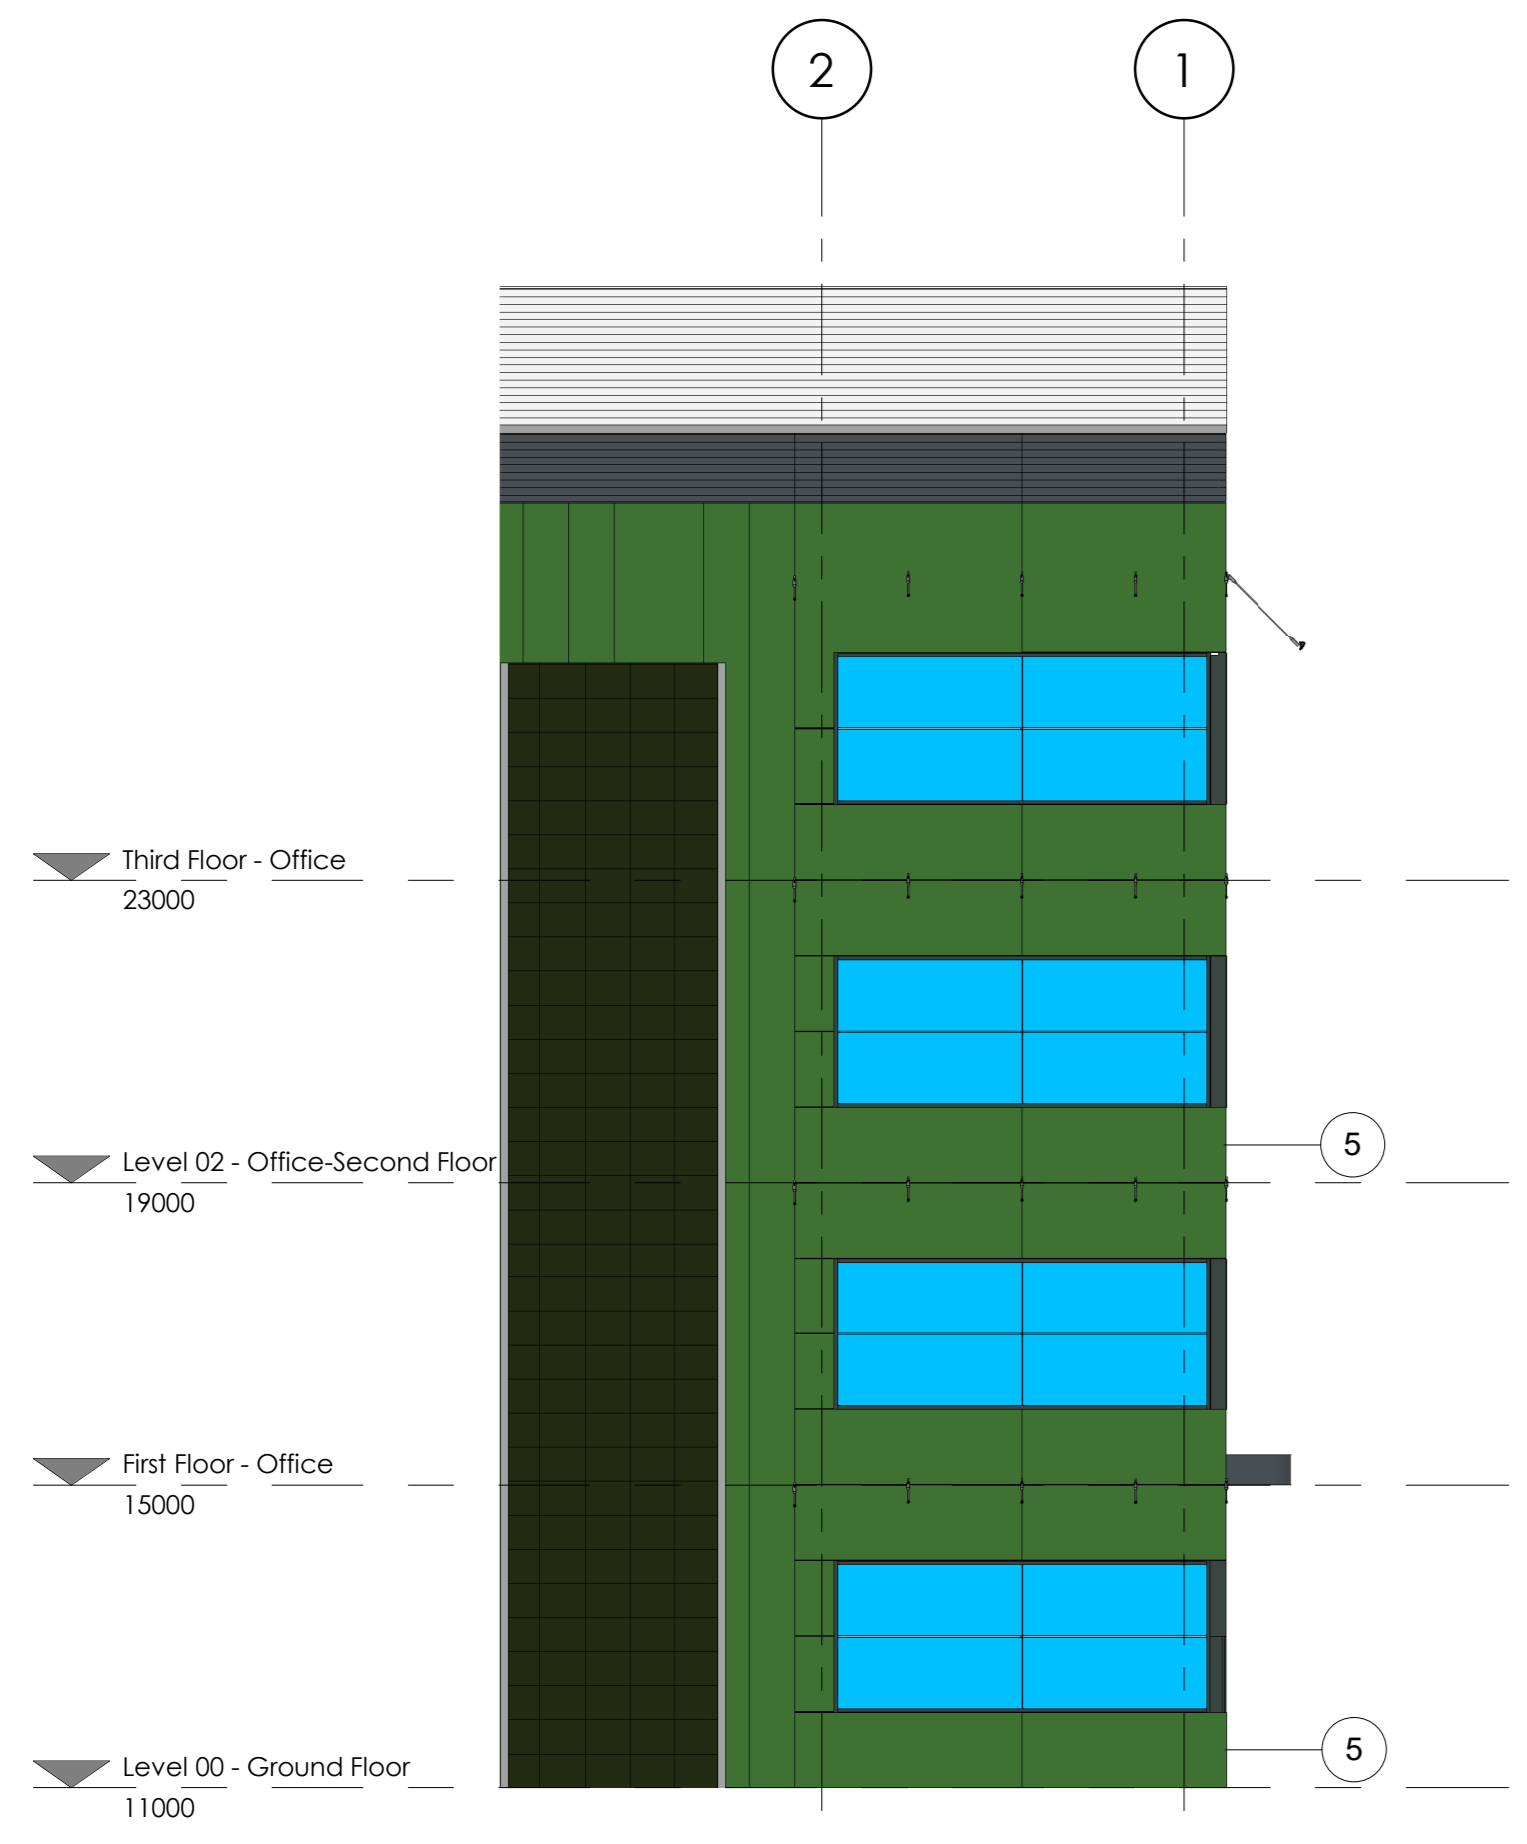 2
1
Third Floor - Office
23000
5
Level 02 - Office-Second Floor
19000
First Floor - Office
15000
5
Level 00 - Ground Floor
11000